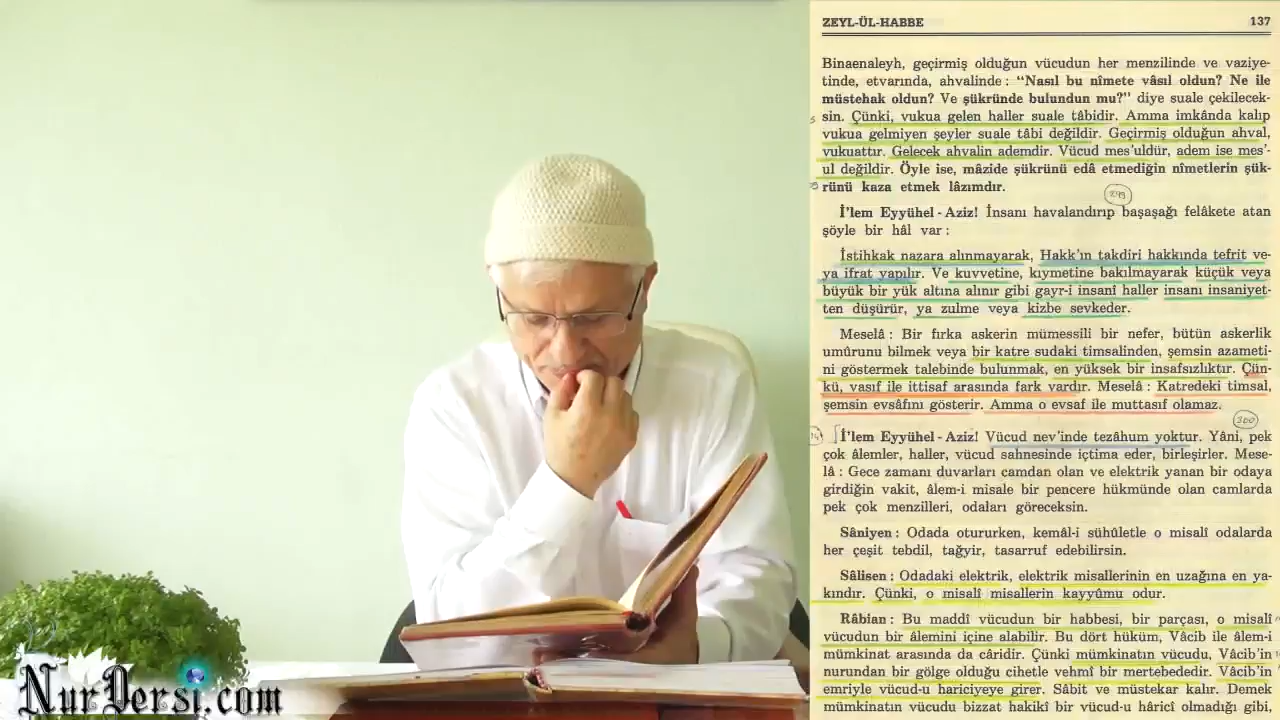 ZEYL-ÜL-HABBE 137
Binaenaleyh, geçirmiş olduğun vücudun her menzilinde ve vaziye-
tinde, etvarında, ahvalinde : "Nasıl bu nîmete vâsıl oldun? Ne ile
müstehak oldun? Ve şükründe bulundun mu?" diye suale çekilecek-
sin. Çünki, vukua gelen haller suale tâbidir. Amma imkânda kalıp
vukua gelmiyen şeyler suale tâbi değildir. Geçirmiş olduğun ahval,
vukuattır. Gelecek ahvalin ademdir. Vücud mes'uldür, adem ise mes'-
ul değildir. Öyle ise, mâzide şükrünü edâ etmediğin nîmetlerin şük-
rünü kaza etmek lâzımdır.
299
İ'lem Eyyühel - Aziz! İnsanı havalandırıp başaşağı felâkete atan
şöyle bir hâl var :
İstihkak nazara alınmayarak, Hakk'ın takdiri hakkında tefrit ve-
ya ifrat yapılır. Ve kuvvetine, kıymetine bakılmayarak küçük veya
büyük bir yük altına alınır gibi gayr-i insanî haller insanı insaniyet-
ten düşürür, ya zulme veya kizbe sevkeder.
Meselâ : Bir fırka askerin mümessili bir nefer, bütün askerlik
umûrunu bilmek veya bir katre sudaki timsalinden, şemsin azameti-
ni göstermek talebinde bulunmak, en yüksek bir insafsızlıktır. Çün-
kü, vasıf ile ittisaf arasında fark vardır. Meselâ : Katredeki timsal,
şemsin evsâfını gösterir. Amma o evsaf ile muttasıf olamaz.
300
İ'lem Eyyühel - Aziz! Vücud nev'inde tezâhum yoktur. Yâni, pek
çok âlemler, haller, vücud sahnesinde içtima eder, birleşirler. Mese-
lâ : Gece zamanı duvarları camdan olan ve elektrik yanan bir odaya
girdiğin vakit, âlem-i misale bir pencere hükmünde olan camlarda
pek çok menzilleri, odaları göreceksin.
Sâniyen : Odada otururken, kemâl-i sühûletle o misalî odalarda
her çeşit tebdil, tağyir, tasarruf edebilirsin.
Sâlisen : Odadaki elektrik, elektrik misallerinin en uzağına en ya-
kındır. Çünki, o misalî misallerin kayyûmu odur.
Râbian : Bu maddî vücudun bir habbesi, bir parçası, o misalî
vücudun bir âlemini içine alabilir. Bu dört hüküm, Vâcib ile âlem-i
mümkinat arasında da câridir. Çünki mümkinatın vücudu, Vâcib'in
nurundan bir gölge olduğu cihetle vehmî bir mertebededir. Vâcib'in
emriyle vücud-u hariciyeye girer. Sâbit ve müstekar kalır. Demek
mümkinatın vücudu bizzat hakikî bir vücud-u hâricî olmadığı gibi,
NurDersi.com